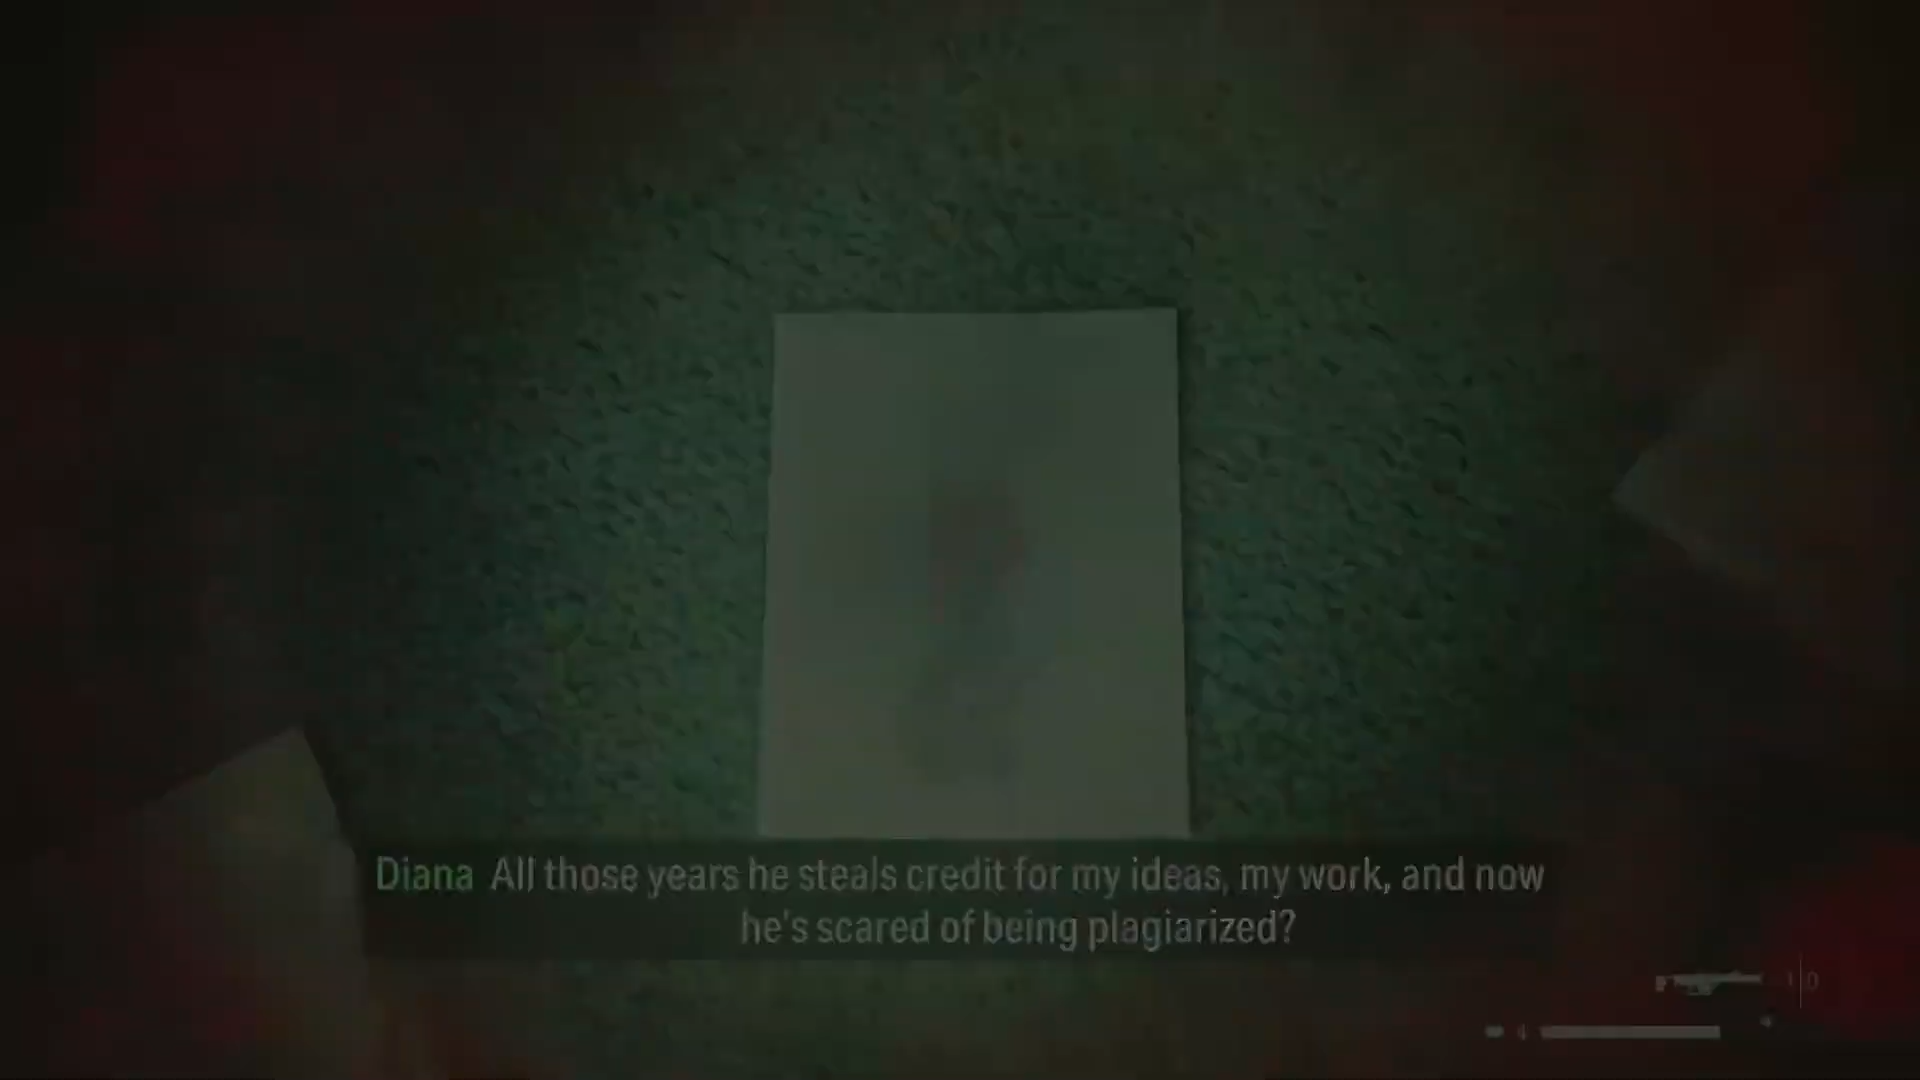 Diana All those years he steals credit for my ideas, my work, and now
he's scared of being plagiarized?